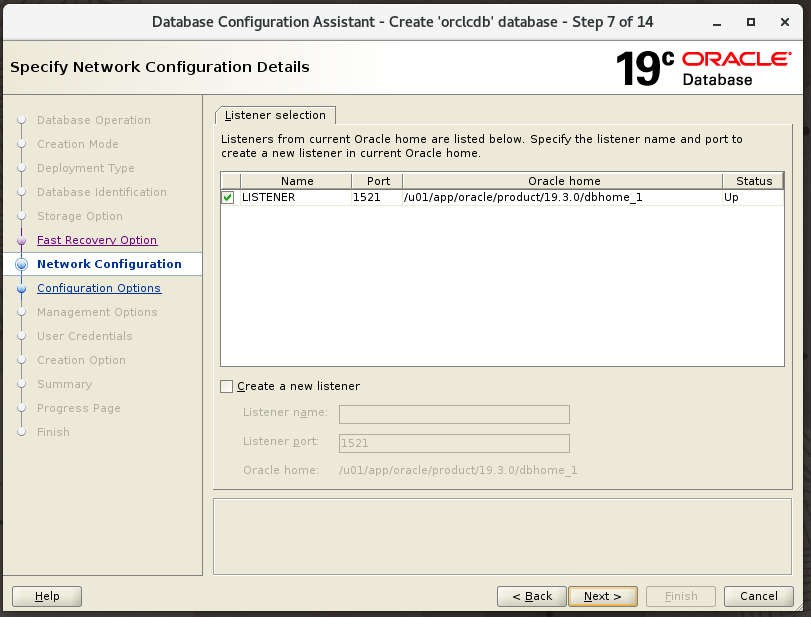 Database Configuration Assistant - Create 'orclcdb' database - Step 7 of 14
Specify Network Configuration Details
19c ORACLE
Database
Database Operation
Creation Mode
Deployment Type
Database Identification
Storage Option
Fast Recovery Option
Network Configuration
Configuration Options
Management Options
User Credentials
Creation Option
Summary
Progress Page
Finish
Listener selection
Listeners from current Oracle home are listed below. Specify the listener name and port to
create a new listener in current Oracle home.
Name Port Oracle home Status
LISTENER 1521 /u01/app/oracle/product/19.3.0/dbhome_1 Up
Create a new listener
Listener name:
Listener port: 1521
Oracle home: /u01/app/oracle/product/19.3.0/dbhome_1
Help < Back Next > Finish Cancel